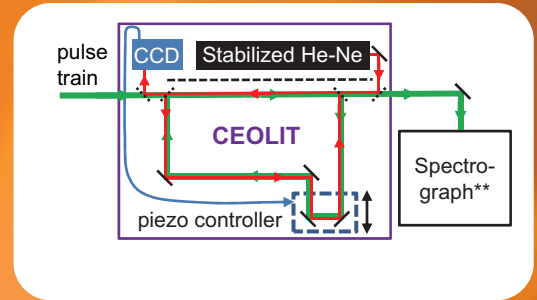 pulse
train
CCD
Stabilized He-Ne
CEOLIT
piezo controller
Spectro-
graph**